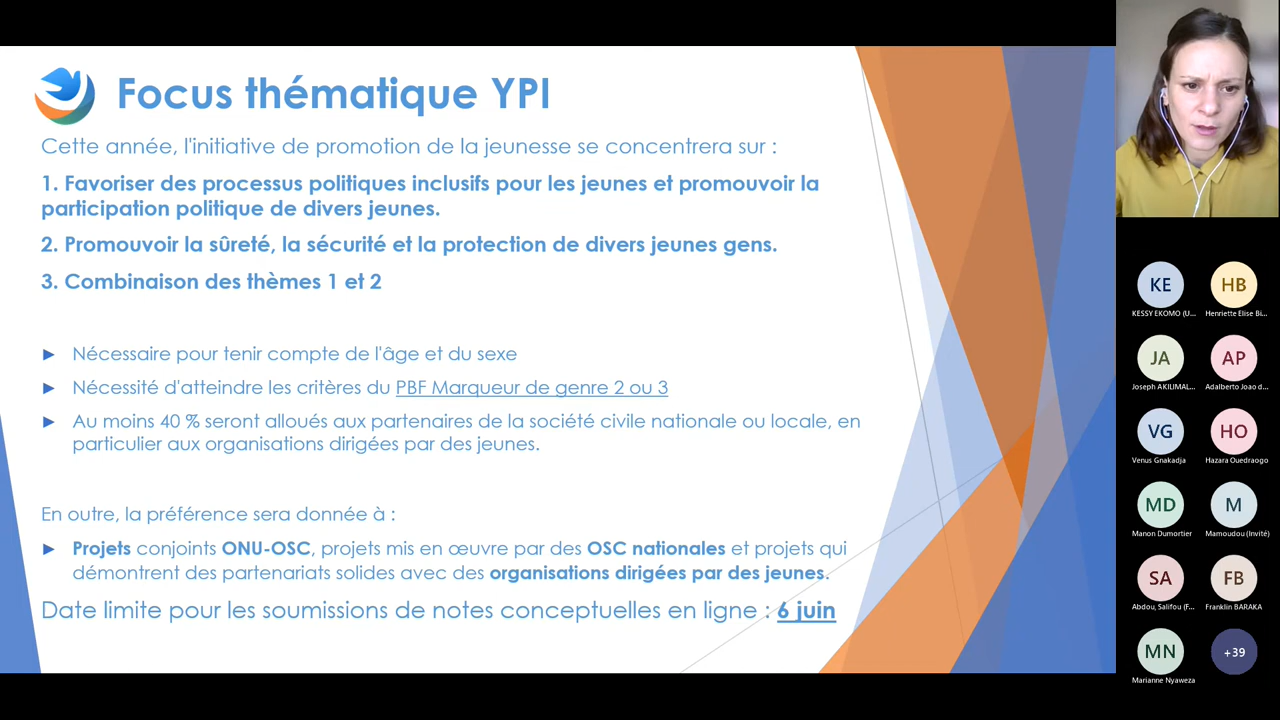 Focus thématique YPI
Cette année, l'initiative de promotion de la jeunesse se concentrera sur :
1. Favoriser des processus politiques inclusifs pour les jeunes et promouvoir la
participation politique de divers jeunes.
2. Promouvoir la sûreté, la sécurité et la protection de divers jeunes gens.
3. Combinaison des thèmes 1 et 2
► Nécessaire pour tenir compte de l'âge et du sexe
► Nécessité d'atteindre les critères du PBF Marqueur de genre 2 ou 3
► Au moins 40 % seront alloués aux partenaires de la société civile nationale ou locale, en
particulier aux organisations dirigées par des jeunes.
En outre, la préférence sera donnée à :
► Projets conjoints ONU-OSC, projets mis en œuvre par des OSC nationales et projets qui
démontrent des partenariats solides avec des organisations dirigées par des jeunes.
Date limite pour les soumissions de notes conceptuelles en ligne : 6 juin
KE
KESSY EKOMO (U...
HB
Henriette Elise Bi...
JA
Joseph AKILIMAL...
AP
Adalberto Joao d...
VG
Venus Gnakadja
HO
Hazara Ouedraogo
MD
Manon Dumortier
M
Mamoudou (Invité)
SA
Abdou, Salifou (F...
FB
Franklin BARAKA
MN
Marianne Nyaweza
+39